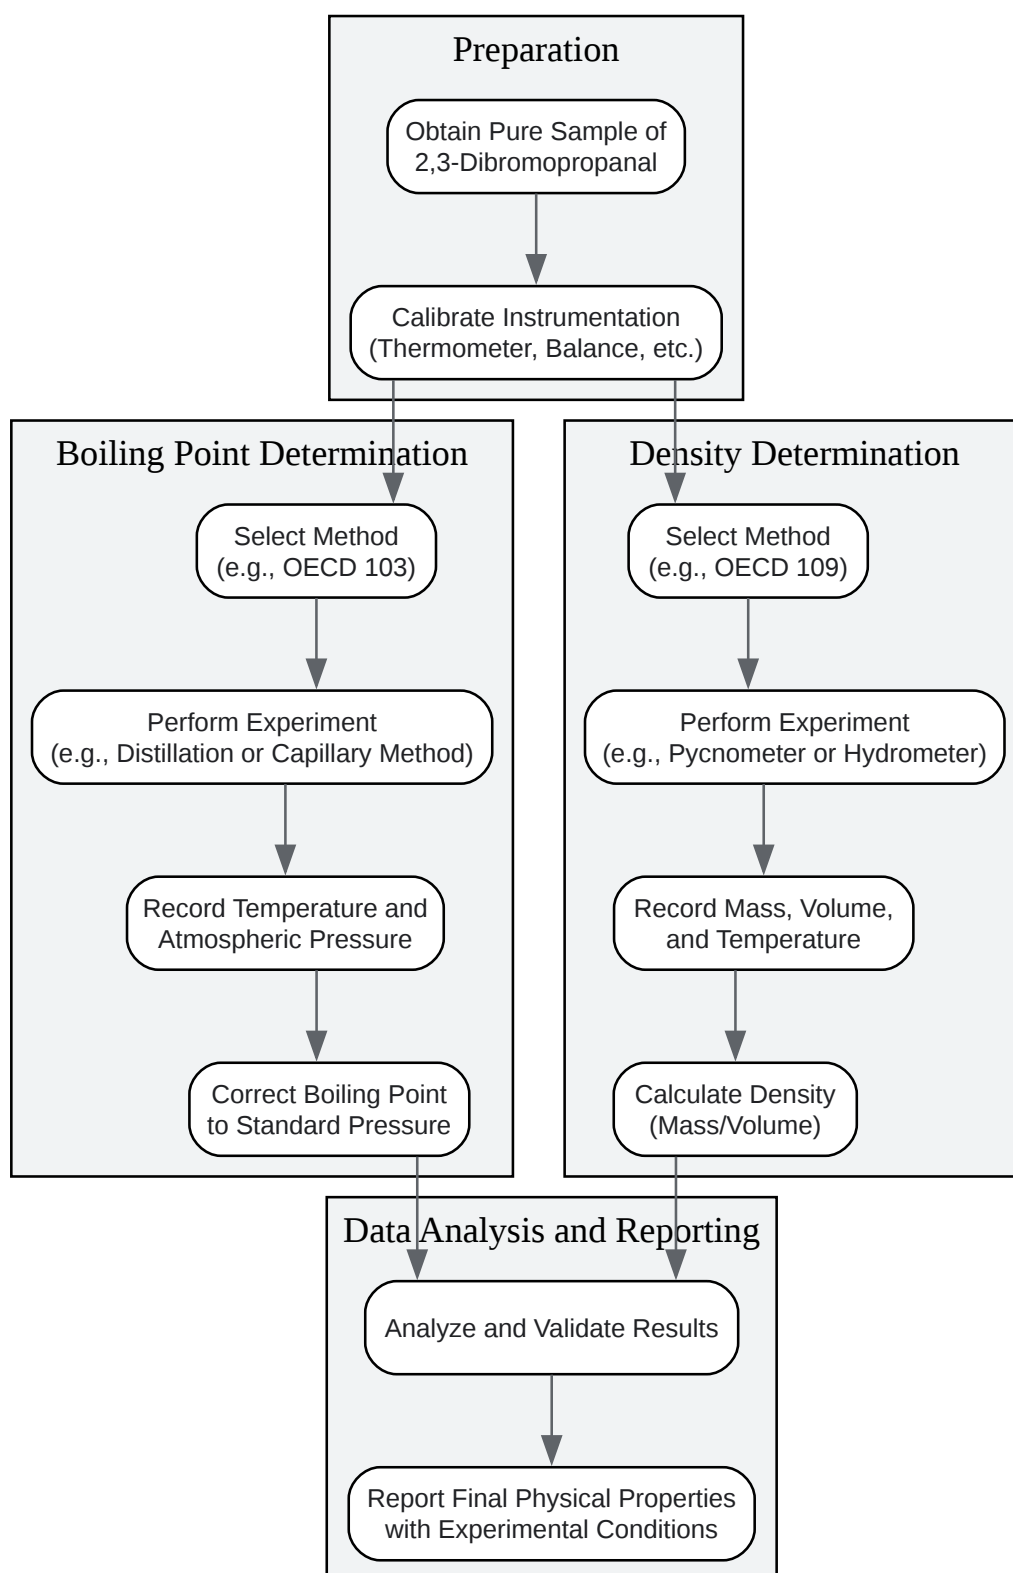 Preparation
Obtain Pure Sample of
2,3-Dibromopropanal
Calibrate Instrumentation
(Thermometer, Balance, etc.)
Boiling Point Determination
Select Method
(e.g., OECD 103)
Perform Experiment
(e.g., Distillation or Capillary Method)
Record Temperature and
Atmospheric Pressure
Correct Boiling Point
to Standard Pressure
Density Determination
Select Method
(e.g., OECD 109)
Perform Experiment
(e.g., Pycnometer or Hydrometer)
Record Mass, Volume,
and Temperature
Calculate Density
(Mass/Volume)
Data Analysis and Reporting
Analyze and Validate Results
Report Final Physical Properties
with Experimental Conditions